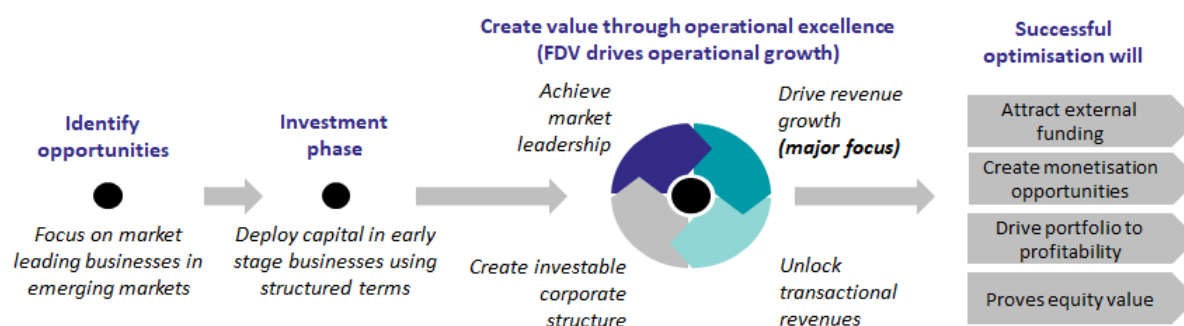 Identify
opportunities
Focus on market
leading businesses in
emerging markets
Investment
phase
Deploy capital in early
stage businesses using
structured terms
Create value through operational excellence
(FDV drives operational growth)
Achieve
market
leadership
Drive revenue
growth
(major focus)
Create investable
corporate
structure
Unlock
transactional
revenues
Successful
optimisation will
Attract external
funding
Create monetisation
opportunities
Drive portfolio to
profitability
Proves equity value